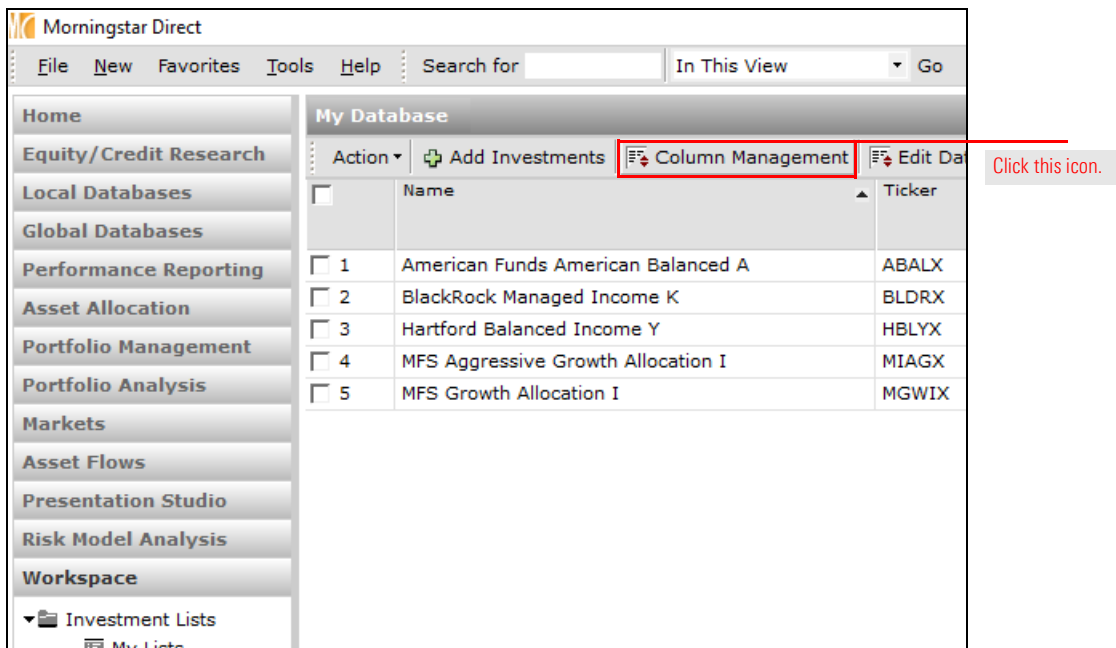 Morningstar Direct
File New Favorites Tools Help Search for In This View Go
Home
Equity/Credit Research
Local Databases
Global Databases
Performance Reporting
Asset Allocation
Portfolio Management
Portfolio Analysis
Markets
Asset Flows
Presentation Studio
Risk Model Analysis
Workspace
Investment Lists
My Lists
My Database
Action Add Investments Column Management Edit Dat
Name Ticker
1 American Funds American Balanced A ABALX
2 BlackRock Managed Income K BLDRX
3 Hartford Balanced Income Y HBLYX
4 MFS Aggressive Growth Allocation I MIAGX
5 MFS Growth Allocation I MGWIX
Click this icon.